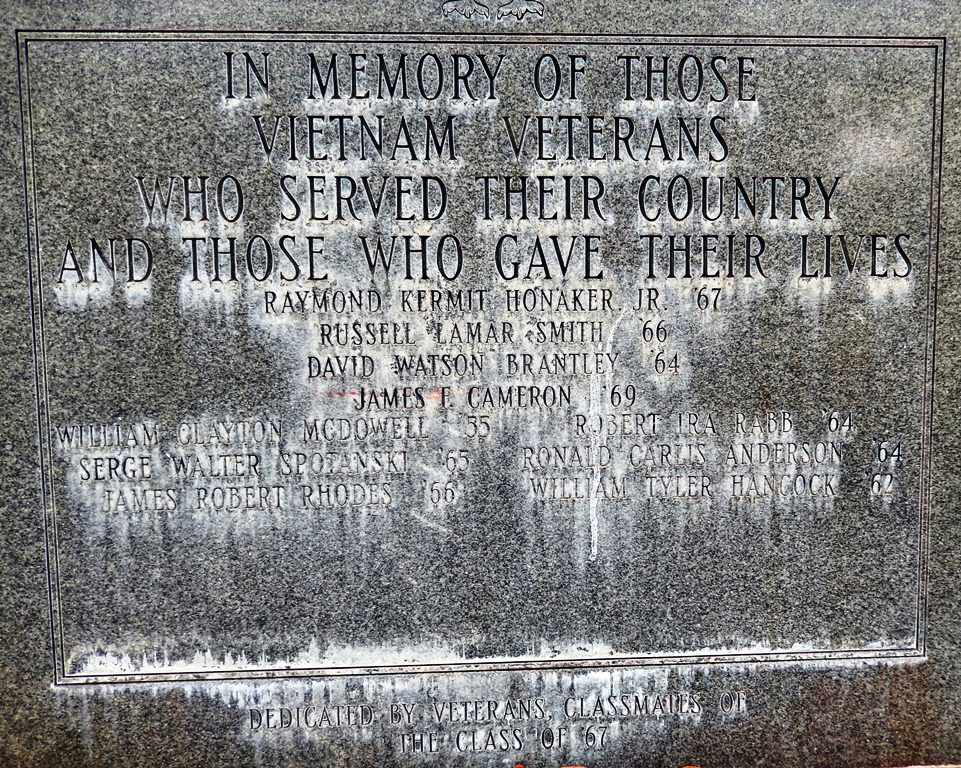 IN MEMORY OF THOSE
VIETNAM VETERANS
WHO SERVED THEIR COUNTRY
AND THOSE WHO GAVE THEIR LIVES
RAYMOND KERMIT HONAKER JR. '67
RUSSELL LAMAR SMITH '66
DAVID WATSON BRANTLEY '64
JAMES F. CAMERON '69
WILLIAM CLAYTON MCDOWELL '55 ROBERT IRA RABB '64
SERGE WALTER SPOTANSKI '65 RONALD CARLIS ANDERSON '64
JAMES ROBERT RHODES '66 WILLIAM TYLER HANCOCK '62
DEDICATED BY VETERANS, CLASSMATES OF
THE CLASS OF '67